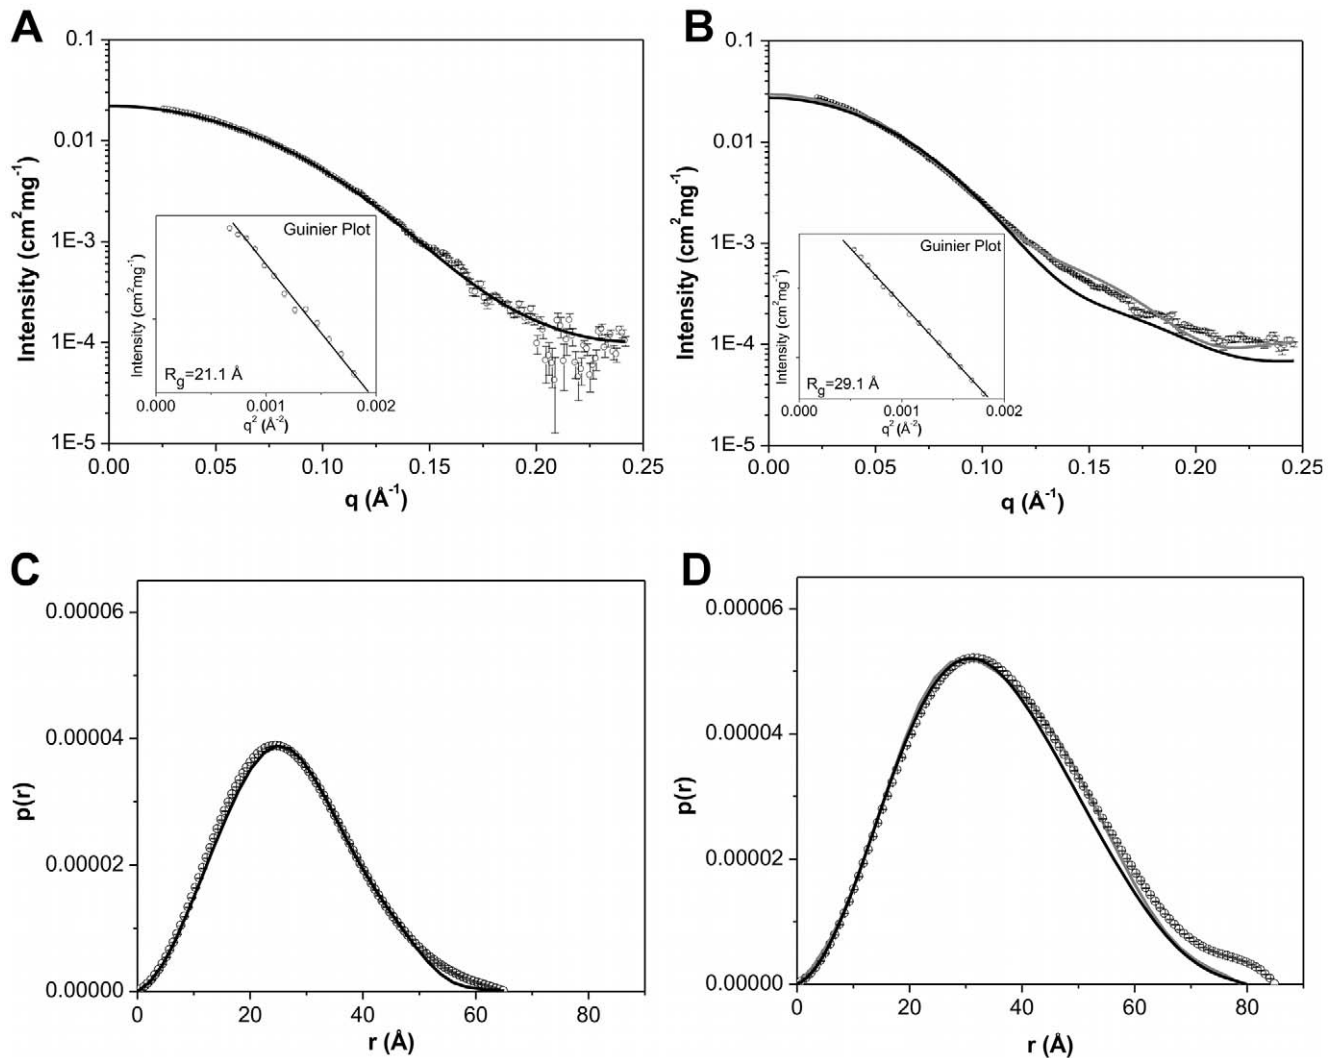 A
0.1
0.01
1E-3
1E-4
1E-5
Intensity (cm²mg⁻¹)
0.00
0.05
0.10
0.15
0.20
0.25
q (Å⁻¹)
Guinier Plot
Intensity (cm²mg⁻¹)
Rg=21.1 Å
0.000
0.001
0.002
q² (Å⁻²)
B
0.1
0.01
1E-3
1E-4
1E-5
Intensity (cm²mg⁻¹)
0.00
0.05
0.10
0.15
0.20
0.25
q (Å⁻¹)
Guinier Plot
Intensity (cm²mg⁻¹)
Rg=29.1 Å
0.000
0.001
0.002
q² (Å⁻²)
C
0.00006
0.00004
0.00002
0.00000
p(r)
0
20
40
60
80
r (Å)
D
0.00006
0.00004
0.00002
0.00000
p(r)
0
20
40
60
80
r (Å)